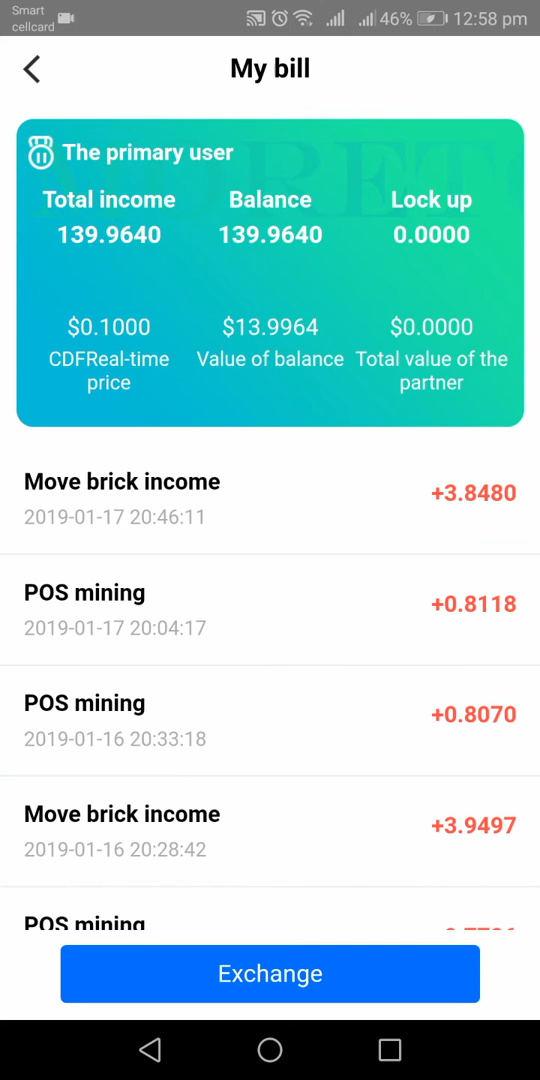 Smart
cellcard
46%
12:58 pm
My bill
The primary user
Total income Balance Lock up
139.9640 139.9640 0.0000
$0.1000 $13.9964 $0.0000
CDFReal-time Value of balance Total value of the
price partner
Move brick income
+3.8480
2019-01-17 20:46:11
POS mining
+0.8118
2019-01-17 20:04:17
POS mining
+0.8070
2019-01-16 20:33:18
Move brick income
+3.9497
2019-01-16 20:28:42
POS mining
Exchange